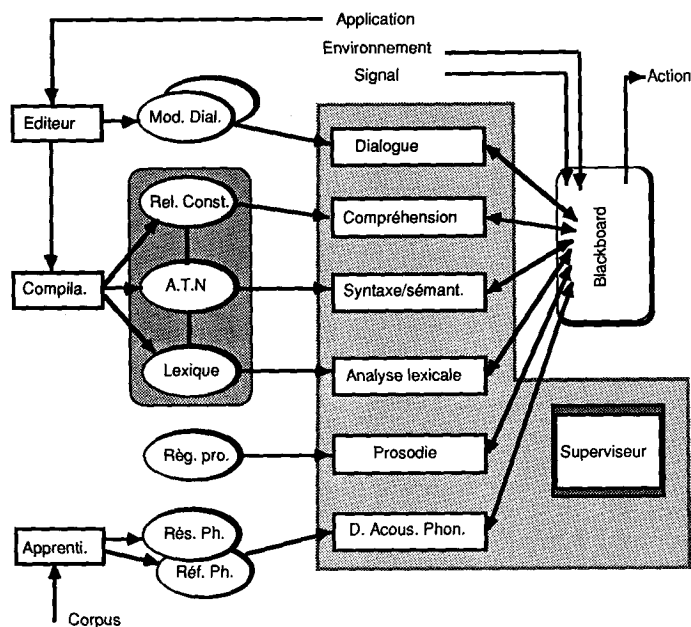 Application
Environnement
Signal
Action
Editeur
Mod. Dial.
Dialogue
Rel. Const.
Compréhension
Blackboard
Compila.
A.T.N
Syntaxe/sémant.
Lexique
Analyse lexicale
Règ. pro.
Prosodie
Superviseur
Apprenti.
Rés. Ph.
Réf. Ph.
D. Acous. Phon.
Corpus